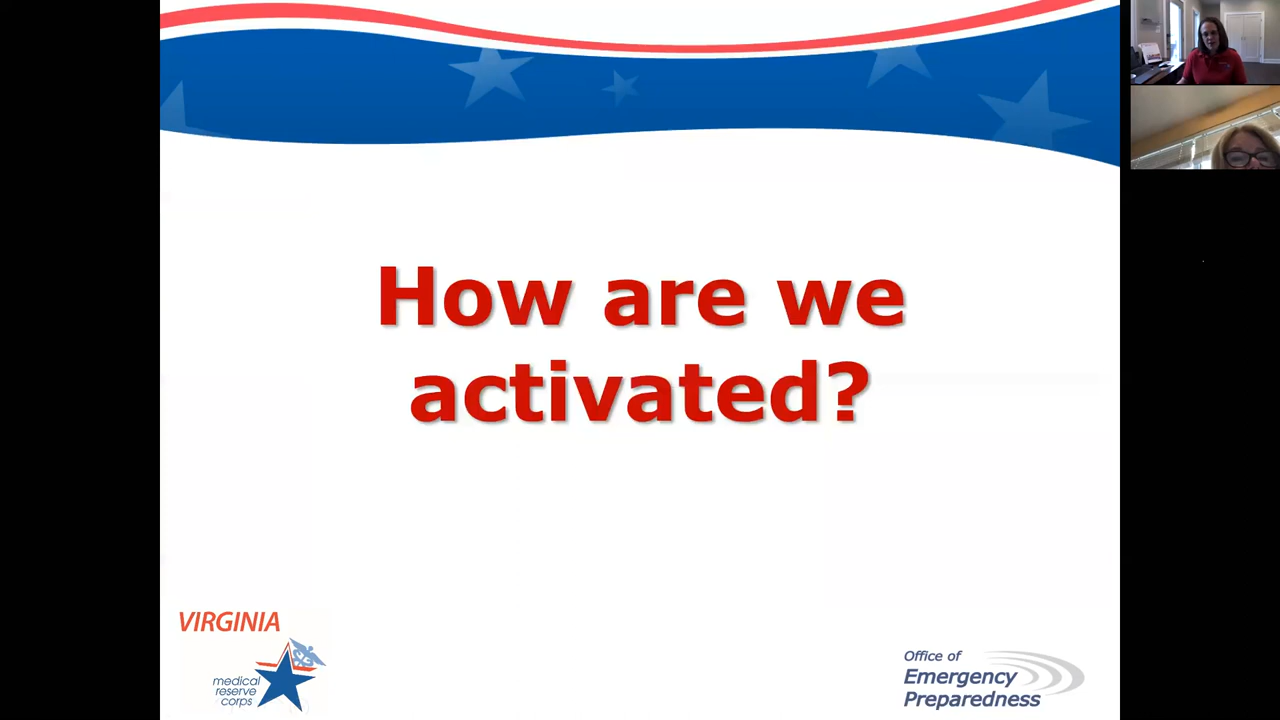 How are we
activated?
VIRGINIA
medical
reserve
corps
Office of
Emergency
Preparedness